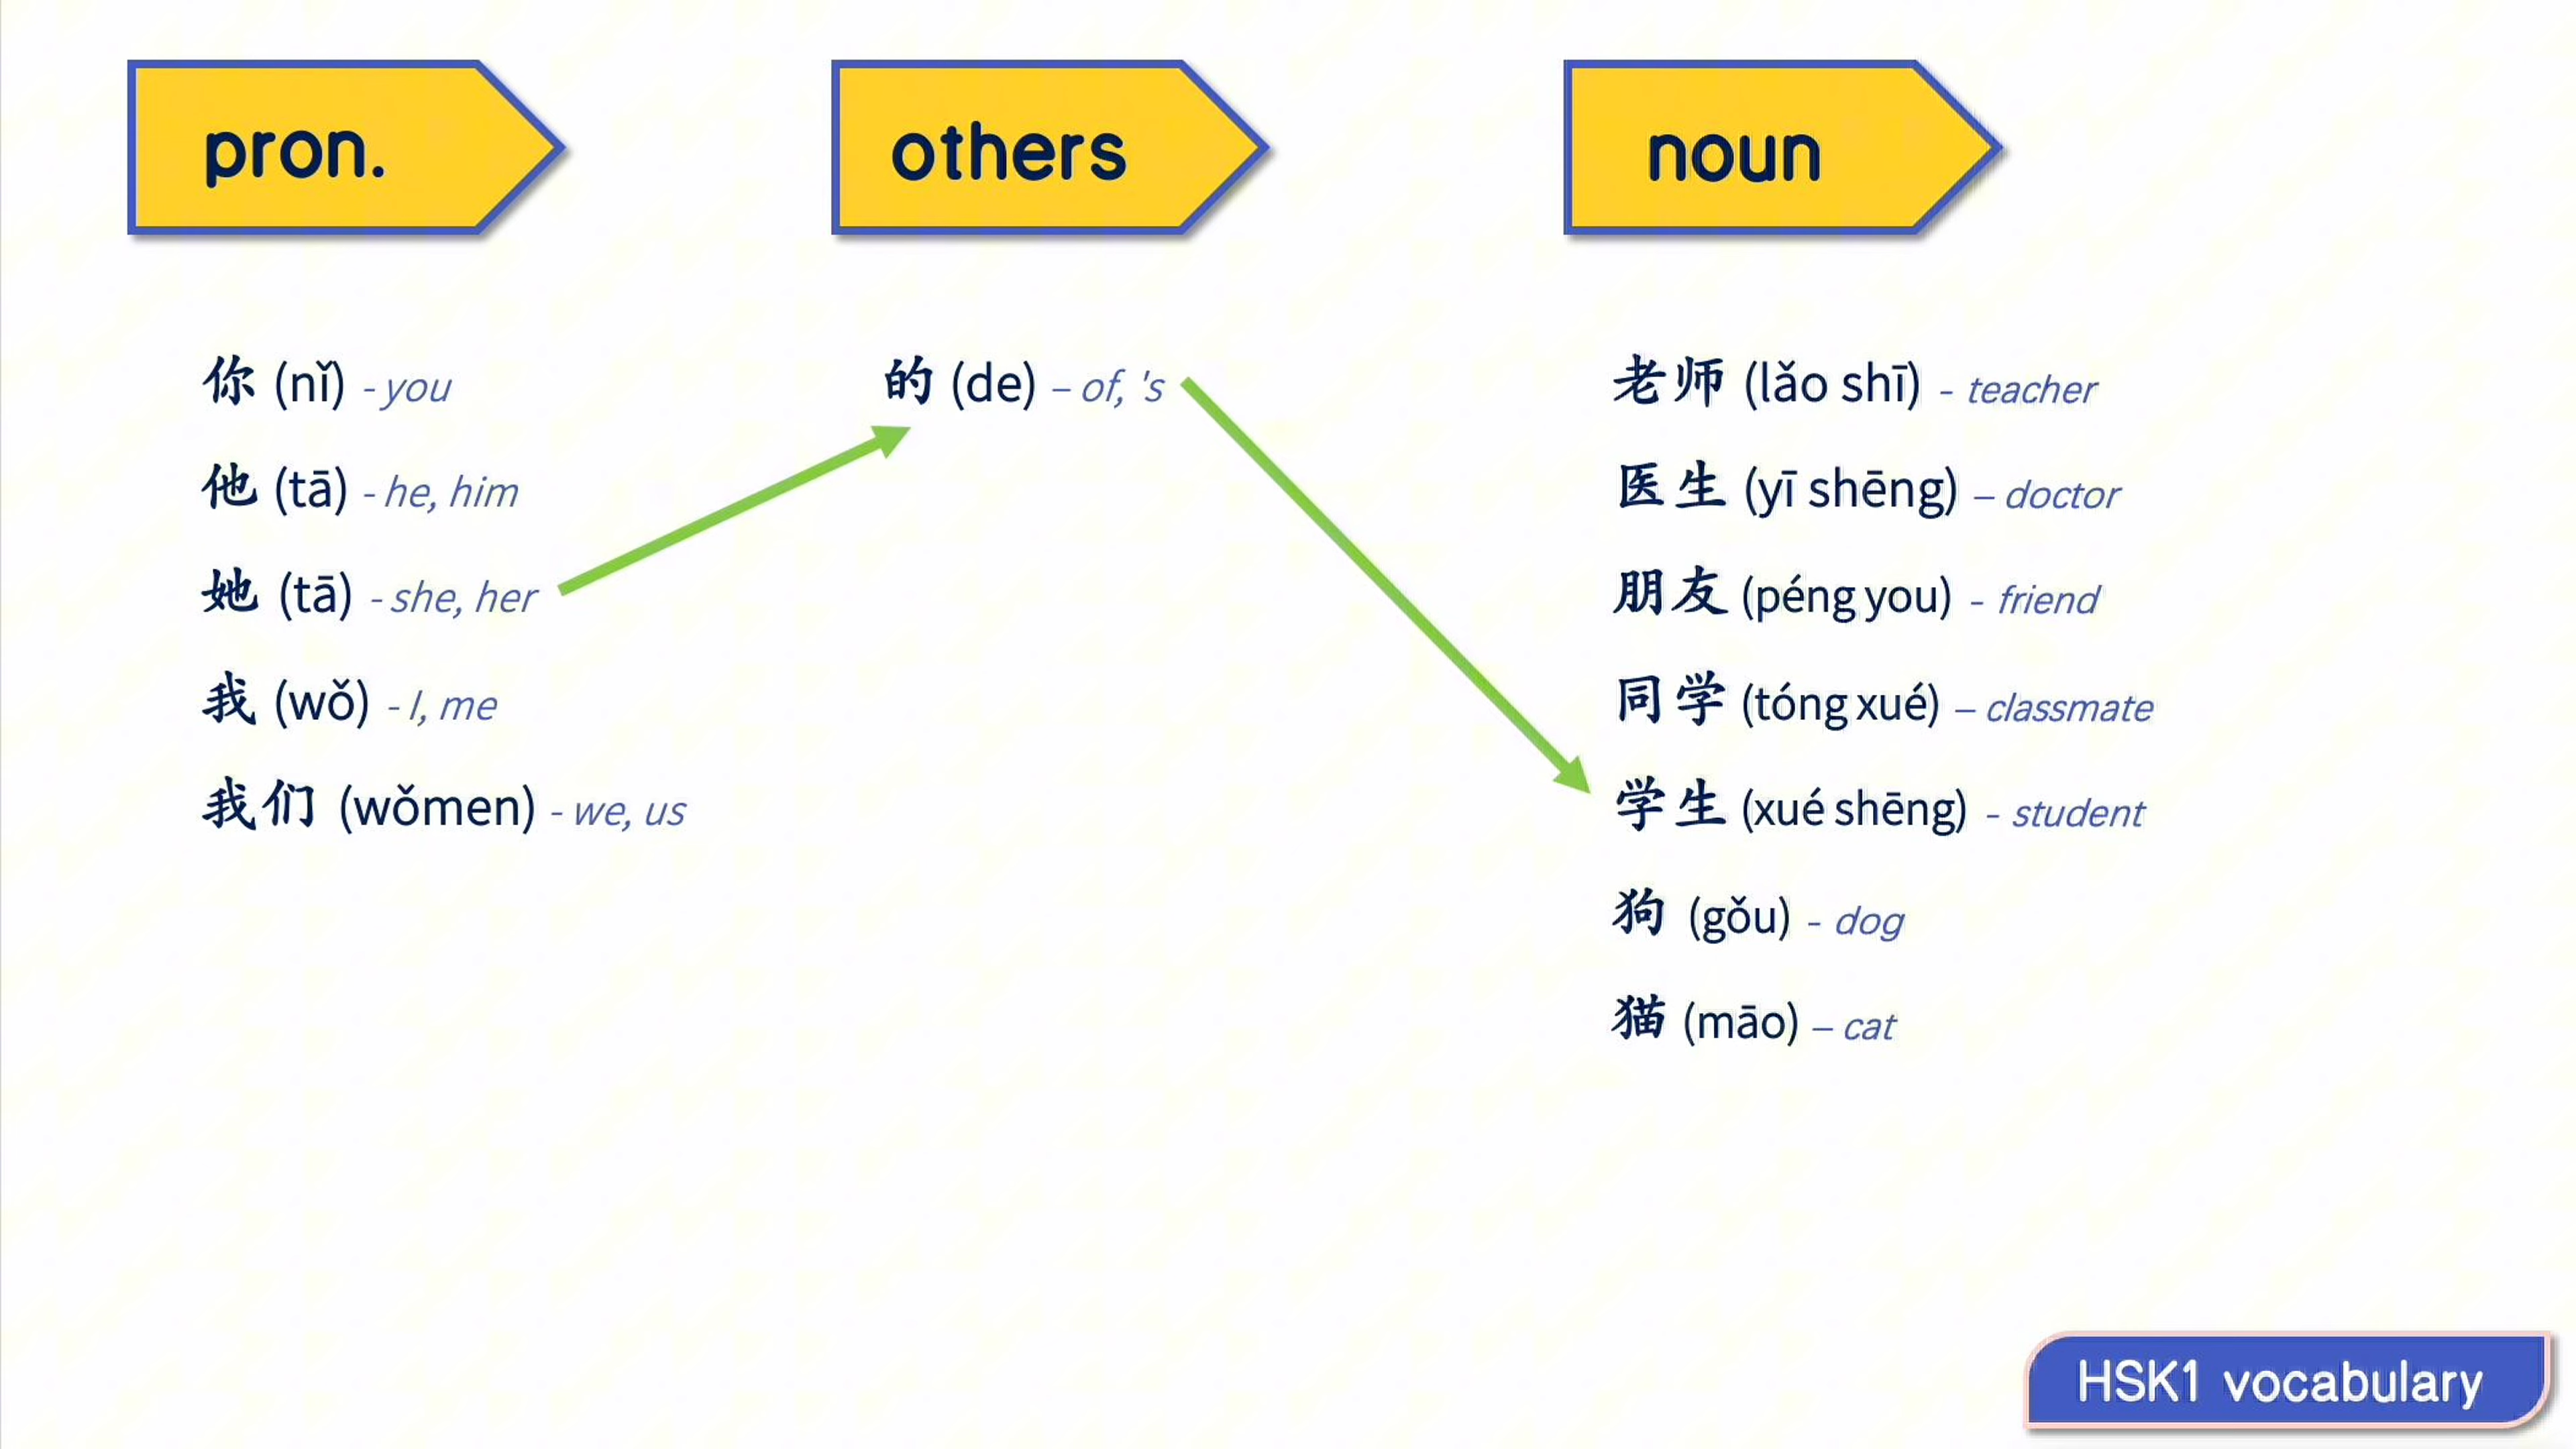 pron.
others
noun
你 (nǐ) - you
他 (tā) - he, him
她 (tā) - she, her
我 (wǒ) - I, me
我们 (wǒmen) - we, us
的 (de) – of, 's
老师 (lǎo shī) - teacher
医生 (yī shēng) – doctor
朋友 (péng you) - friend
同学 (tóng xué) – classmate
学生 (xué shēng) - student
狗 (gǒu) - dog
猫 (māo) – cat
HSK1 vocabulary